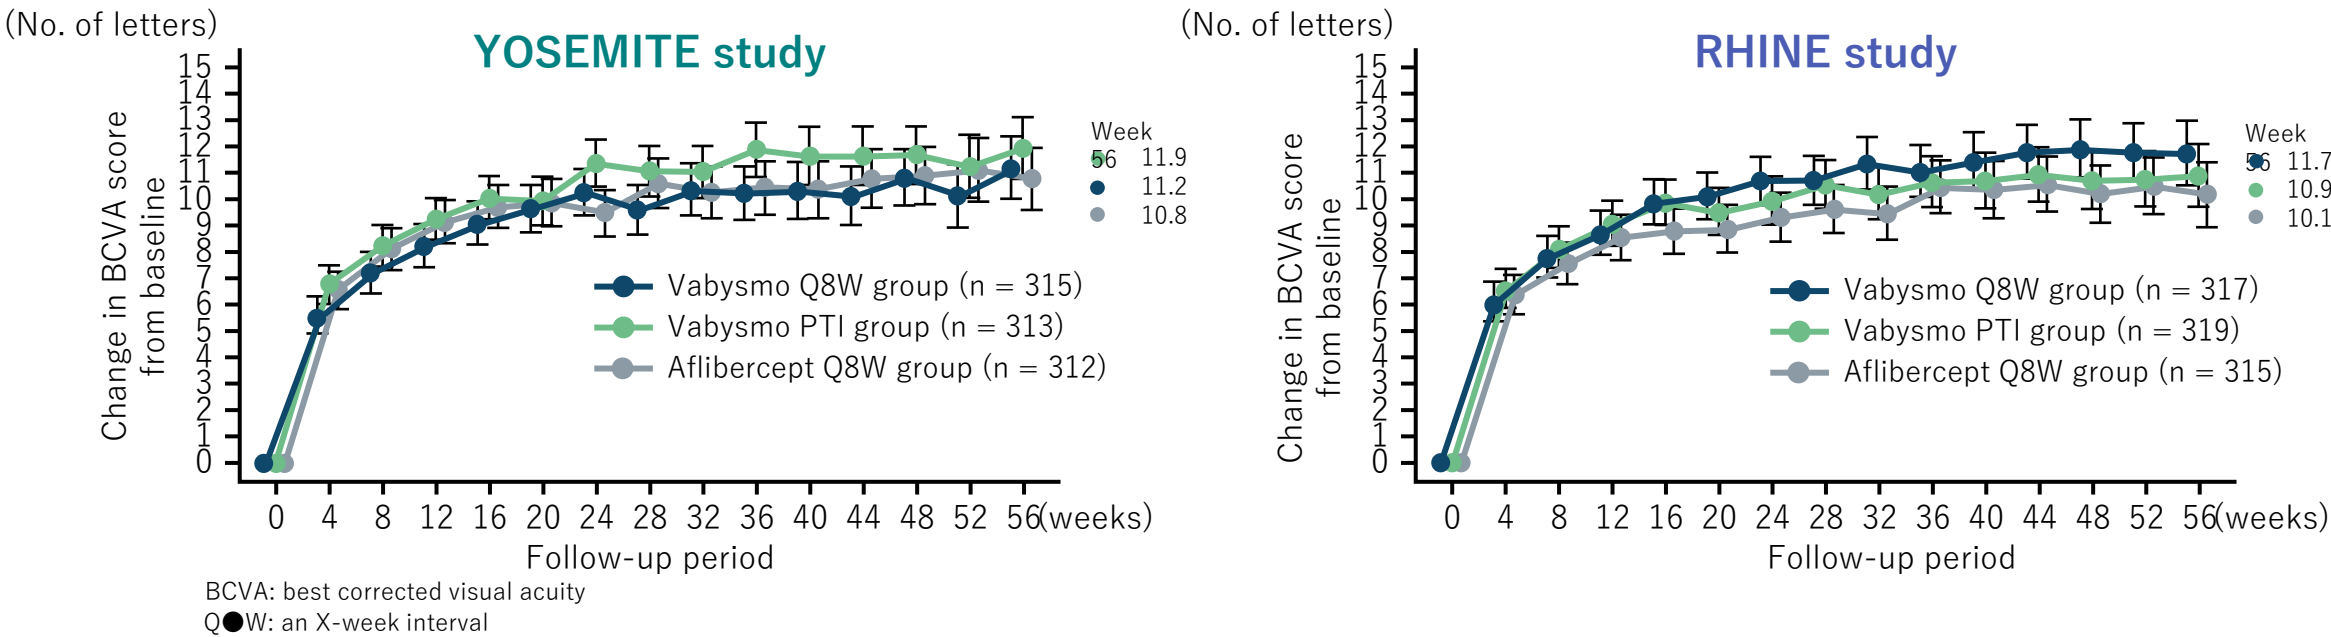 (No. of letters)
YOSEMITE study
Change in BCVA score
from baseline
15
14
13
12
11
10
9
8
7
6
5
4
3
2
1
0
Week
56
11.9
11.2
10.8
Vabysmo Q8W group (n = 315)
Vabysmo PTI group (n = 313)
Aflibercept Q8W group (n = 312)
0 4 8 12 16 20 24 28 32 36 40 44 48 52 56 (weeks)
Follow-up period
BCVA: best corrected visual acuity
Q●W: an X-week interval
(No. of letters)
RHINE study
Change in BCVA score
from baseline
15
14
13
12
11
10
9
8
7
6
5
4
3
2
1
0
Week
56
11.7
10.9
10.1
Vabysmo Q8W group (n = 317)
Vabysmo PTI group (n = 319)
Aflibercept Q8W group (n = 315)
0 4 8 12 16 20 24 28 32 36 40 44 48 52 56 (weeks)
Follow-up period